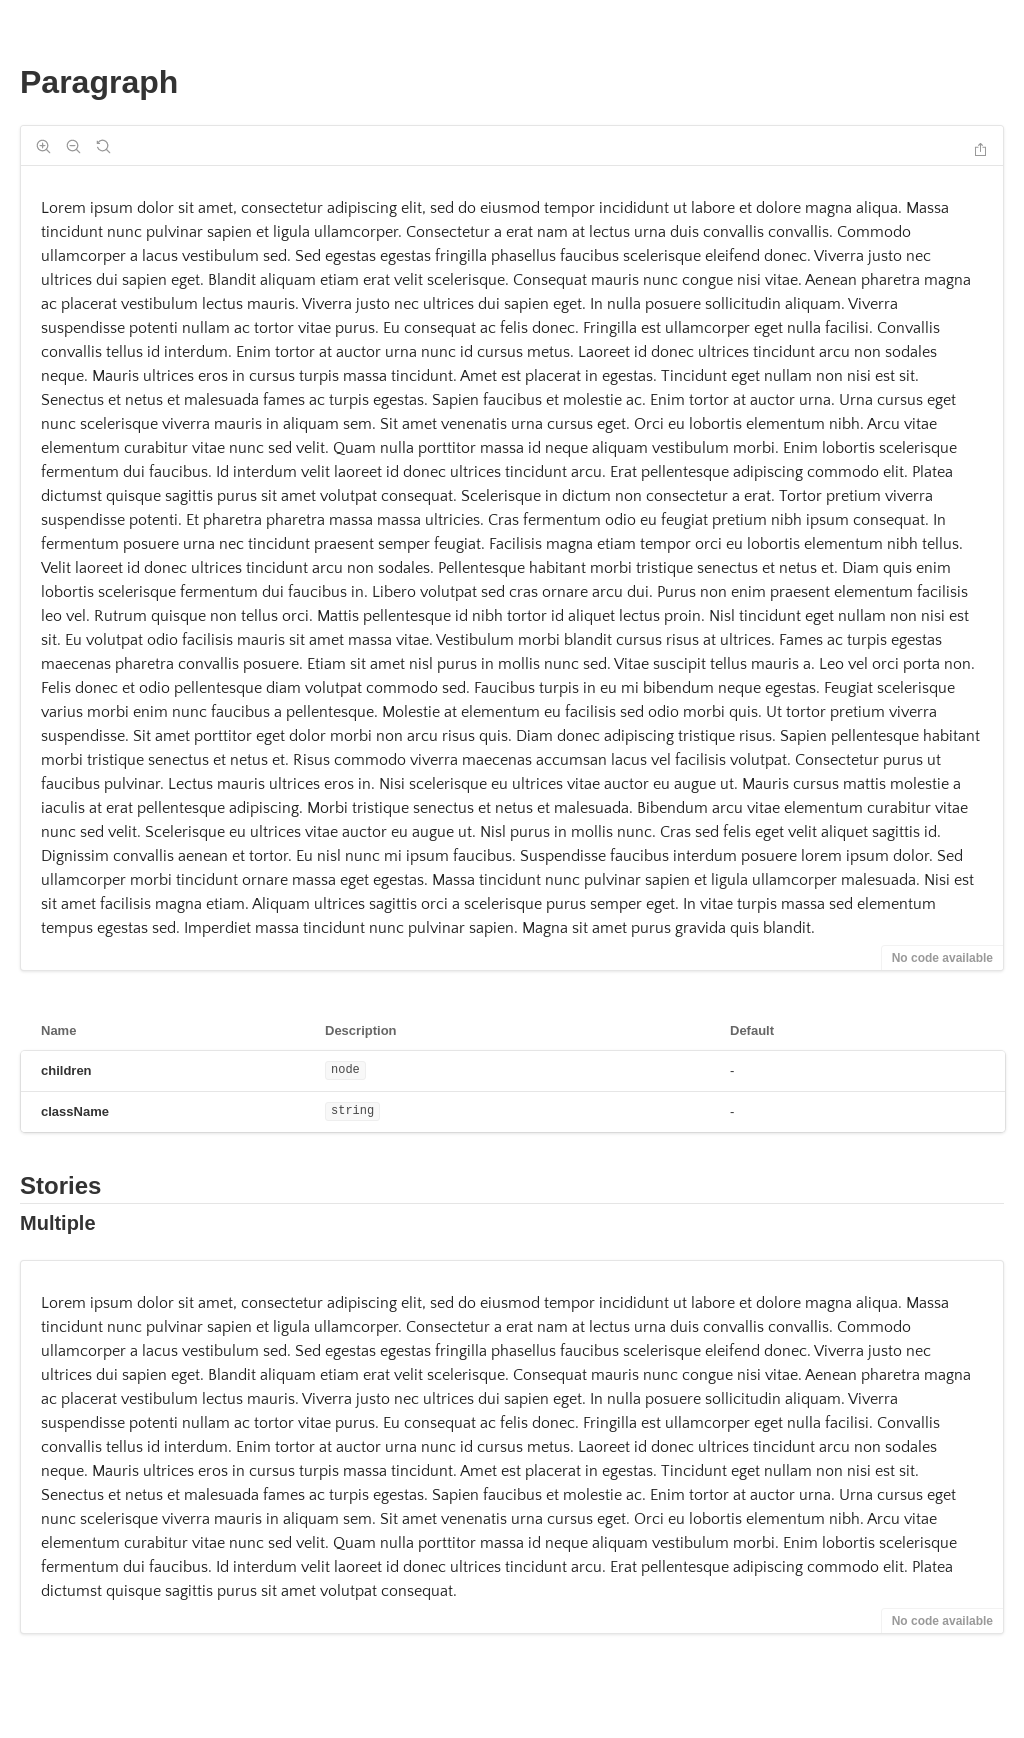 Paragraph
Lorem ipsum dolor sit amet, consectetur adipiscing elit, sed do eiusmod tempor incididunt ut labore et dolore magna aliqua. Massa
tincidunt nunc pulvinar sapien et ligula ullamcorper. Consectetur a erat nam at lectus urna duis convallis convallis. Commodo
ullamcorper a lacus vestibulum sed. Sed egestas egestas fringilla phasellus faucibus scelerisque eleifend donec. Viverra justo nec
ultrices dui sapien eget. Blandit aliquam etiam erat velit scelerisque. Consequat mauris nunc congue nisi vitae. Aenean pharetra magna
ac placerat vestibulum lectus mauris. Viverra justo nec ultrices dui sapien eget. In nulla posuere sollicitudin aliquam. Viverra
suspendisse potenti nullam ac tortor vitae purus. Eu consequat ac felis donec. Fringilla est ullamcorper eget nulla facilisi. Convallis
convallis tellus id interdum. Enim tortor at auctor urna nunc id cursus metus. Laoreet id donec ultrices tincidunt arcu non sodales
neque. Mauris ultrices eros in cursus turpis massa tincidunt. Amet est placerat in egestas. Tincidunt eget nullam non nisi est sit.
Senectus et netus et malesuada fames ac turpis egestas. Sapien faucibus et molestie ac. Enim tortor at auctor urna. Urna cursus eget
nunc scelerisque viverra mauris in aliquam sem. Sit amet venenatis urna cursus eget. Orci eu lobortis elementum nibh. Arcu vitae
elementum curabitur vitae nunc sed velit. Quam nulla porttitor massa id neque aliquam vestibulum morbi. Enim lobortis scelerisque
fermentum dui faucibus. Id interdum velit laoreet id donec ultrices tincidunt arcu. Erat pellentesque adipiscing commodo elit. Platea
dictumst quisque sagittis purus sit amet volutpat consequat. Scelerisque in dictum non consectetur a erat. Tortor pretium viverra
suspendisse potenti. Et pharetra pharetra massa massa ultricies. Cras fermentum odio eu feugiat pretium nibh ipsum consequat. In
fermentum posuere urna nec tincidunt praesent semper feugiat. Facilisis magna etiam tempor orci eu lobortis elementum nibh tellus.
Velit laoreet id donec ultrices tincidunt arcu non sodales. Pellentesque habitant morbi tristique senectus et netus et. Diam quis enim
lobortis scelerisque fermentum dui faucibus in. Libero volutpat sed cras ornare arcu dui. Purus non enim praesent elementum facilisis
leo vel. Rutrum quisque non tellus orci. Mattis pellentesque id nibh tortor id aliquet lectus proin. Nisl tincidunt eget nullam non nisi est
sit. Eu volutpat odio facilisis mauris sit amet massa vitae. Vestibulum morbi blandit cursus risus at ultrices. Fames ac turpis egestas
maecenas pharetra convallis posuere. Etiam sit amet nisl purus in mollis nunc sed. Vitae suscipit tellus mauris a. Leo vel orci porta non.
Felis donec et odio pellentesque diam volutpat commodo sed. Faucibus turpis in eu mi bibendum neque egestas. Feugiat scelerisque
varius morbi enim nunc faucibus a pellentesque. Molestie at elementum eu facilisis sed odio morbi quis. Ut tortor pretium viverra
suspendisse. Sit amet porttitor eget dolor morbi non arcu risus quis. Diam donec adipiscing tristique risus. Sapien pellentesque habitant
morbi tristique senectus et netus et. Risus commodo viverra maecenas accumsan lacus vel facilisis volutpat. Consectetur purus ut
faucibus pulvinar. Lectus mauris ultrices eros in. Nisi scelerisque eu ultrices vitae auctor eu augue ut. Mauris cursus mattis molestie a
iaculis at erat pellentesque adipiscing. Morbi tristique senectus et netus et malesuada. Bibendum arcu vitae elementum curabitur vitae
nunc sed velit. Scelerisque eu ultrices vitae auctor eu augue ut. Nisl purus in mollis nunc. Cras sed felis eget velit aliquet sagittis id.
Dignissim convallis aenean et tortor. Eu nisl nunc mi ipsum faucibus. Suspendisse faucibus interdum posuere lorem ipsum dolor. Sed
ullamcorper morbi tincidunt ornare massa eget egestas. Massa tincidunt nunc pulvinar sapien et ligula ullamcorper malesuada. Nisi est
sit amet facilisis magna etiam. Aliquam ultrices sagittis orci a scelerisque purus semper eget. In vitae turpis massa sed elementum
tempus egestas sed. Imperdiet massa tincidunt nunc pulvinar sapien. Magna sit amet purus gravida quis blandit.
No code available
Name Description Default
children node -
className string -
Stories
Multiple
Lorem ipsum dolor sit amet, consectetur adipiscing elit, sed do eiusmod tempor incididunt ut labore et dolore magna aliqua. Massa
tincidunt nunc pulvinar sapien et ligula ullamcorper. Consectetur a erat nam at lectus urna duis convallis convallis. Commodo
ullamcorper a lacus vestibulum sed. Sed egestas egestas fringilla phasellus faucibus scelerisque eleifend donec. Viverra justo nec
ultrices dui sapien eget. Blandit aliquam etiam erat velit scelerisque. Consequat mauris nunc congue nisi vitae. Aenean pharetra magna
ac placerat vestibulum lectus mauris. Viverra justo nec ultrices dui sapien eget. In nulla posuere sollicitudin aliquam. Viverra
suspendisse potenti nullam ac tortor vitae purus. Eu consequat ac felis donec. Fringilla est ullamcorper eget nulla facilisi. Convallis
convallis tellus id interdum. Enim tortor at auctor urna nunc id cursus metus. Laoreet id donec ultrices tincidunt arcu non sodales
neque. Mauris ultrices eros in cursus turpis massa tincidunt. Amet est placerat in egestas. Tincidunt eget nullam non nisi est sit.
Senectus et netus et malesuada fames ac turpis egestas. Sapien faucibus et molestie ac. Enim tortor at auctor urna. Urna cursus eget
nunc scelerisque viverra mauris in aliquam sem. Sit amet venenatis urna cursus eget. Orci eu lobortis elementum nibh. Arcu vitae
elementum curabitur vitae nunc sed velit. Quam nulla porttitor massa id neque aliquam vestibulum morbi. Enim lobortis scelerisque
fermentum dui faucibus. Id interdum velit laoreet id donec ultrices tincidunt arcu. Erat pellentesque adipiscing commodo elit. Platea
dictumst quisque sagittis purus sit amet volutpat consequat.
No code available